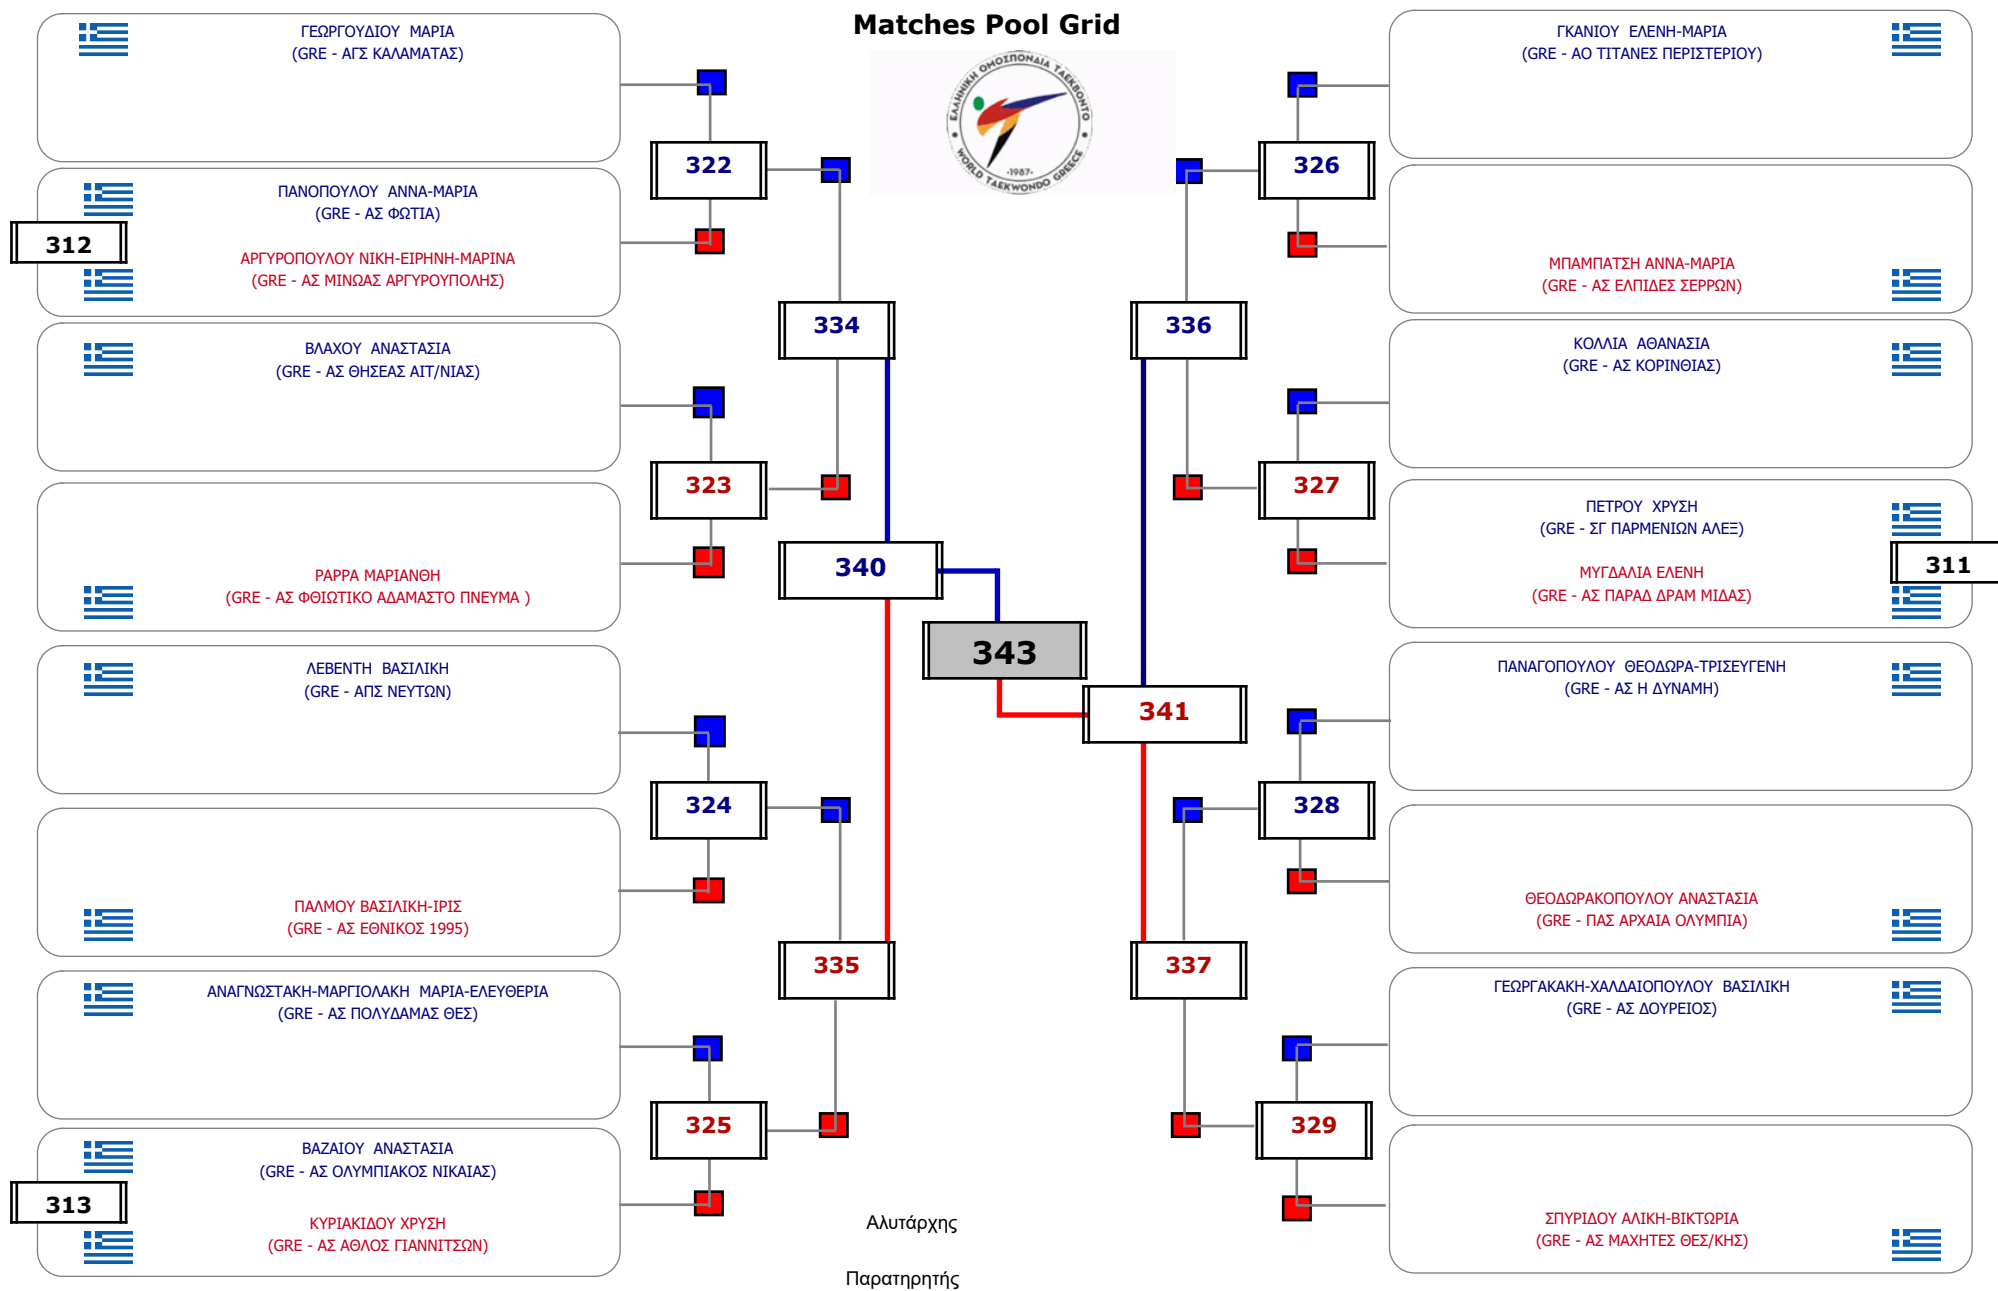 Matches Pool Grid
ΕΛΛΗΝΙΚΗ ΟΜΟΣΠΟΝΔΙΑ ΤΑΕΚΒΟΝΤΟ
-1987-
WORLD TAEKWONDO GREECE
ΓΕΩΡΓΟΥΔΙΟΥ ΜΑΡΙΑ
(GRE - ΑΓΣ ΚΑΛΑΜΑΤΑΣ)
322
ΠΑΝΟΠΟΥΛΟΥ ΑΝΝΑ-ΜΑΡΙΑ
(GRE - ΑΣ ΦΩΤΙΑ)
312
ΑΡΓΥΡΟΠΟΥΛΟΥ ΝΙΚΗ-ΕΙΡΗΝΗ-ΜΑΡΙΝΑ
(GRE - ΑΣ ΜΙΝΩΑΣ ΑΡΓΥΡΟΥΠΟΛΗΣ)
334
ΒΛΑΧΟΥ ΑΝΑΣΤΑΣΙΑ
(GRE - ΑΣ ΘΗΣΕΑΣ ΑΙΤ/ΝΙΑΣ)
323
ΡΑΡΡΑ ΜΑΡΙΑΝΘΗ
(GRE - ΑΣ ΦΘΙΩΤΙΚΟ ΑΔΑΜΑΣΤΟ ΠΝΕΥΜΑ )
340
ΛΕΒΕΝΤΗ ΒΑΣΙΛΙΚΗ
(GRE - ΑΠΣ ΝΕΥΤΩΝ)
324
ΠΑΛΜΟΥ ΒΑΣΙΛΙΚΗ-ΙΡΙΣ
(GRE - ΑΣ ΕΘΝΙΚΟΣ 1995)
335
ΑΝΑΓΝΩΣΤΑΚΗ-ΜΑΡΓΙΟΛΑΚΗ ΜΑΡΙΑ-ΕΛΕΥΘΕΡΙΑ
(GRE - ΑΣ ΠΟΛΥΔΑΜΑΣ ΘΕΣ)
325
ΒΑΖΑΙΟΥ ΑΝΑΣΤΑΣΙΑ
(GRE - ΑΣ ΟΛΥΜΠΙΑΚΟΣ ΝΙΚΑΙΑΣ)
313
ΚΥΡΙΑΚΙΔΟΥ ΧΡΥΣΗ
(GRE - ΑΣ ΑΘΛΟΣ ΓΙΑΝΝΙΤΣΩΝ)
343
ΓΚΑΝΙΟΥ ΕΛΕΝΗ-ΜΑΡΙΑ
(GRE - ΑΟ ΤΙΤΑΝΕΣ ΠΕΡΙΣΤΕΡΙΟΥ)
326
ΜΠΑΜΠΑΤΣΗ ΑΝΝΑ-ΜΑΡΙΑ
(GRE - ΑΣ ΕΛΠΙΔΕΣ ΣΕΡΡΩΝ)
336
ΚΟΛΛΙΑ ΑΘΑΝΑΣΙΑ
(GRE - ΑΣ ΚΟΡΙΝΘΙΑΣ)
327
ΠΕΤΡΟΥ ΧΡΥΣΗ
(GRE - ΣΓ ΠΑΡΜΕΝΙΩΝ ΑΛΕΞ)
311
ΜΥΓΔΑΛΙΑ ΕΛΕΝΗ
(GRE - ΑΣ ΠΑΡΑΔ ΔΡΑΜ ΜΙΔΑΣ)
341
ΠΑΝΑΓΟΠΟΥΛΟΥ ΘΕΟΔΩΡΑ-ΤΡΙΣΕΥΓΕΝΗ
(GRE - ΑΣ Η ΔΥΝΑΜΗ)
328
ΘΕΟΔΩΡΑΚΟΠΟΥΛΟΥ ΑΝΑΣΤΑΣΙΑ
(GRE - ΠΑΣ ΑΡΧΑΙΑ ΟΛΥΜΠΙΑ)
337
ΓΕΩΡΓΑΚΑΚΗ-ΧΑΛΔΑΙΟΠΟΥΛΟΥ ΒΑΣΙΛΙΚΗ
(GRE - ΑΣ ΔΟΥΡΕΙΟΣ)
329
ΣΠΥΡΙΔΟΥ ΑΛΙΚΗ-ΒΙΚΤΩΡΙΑ
(GRE - ΑΣ ΜΑΧΗΤΕΣ ΘΕΣ/ΚΗΣ)
Αλυτάρχης
Παρατηρητής